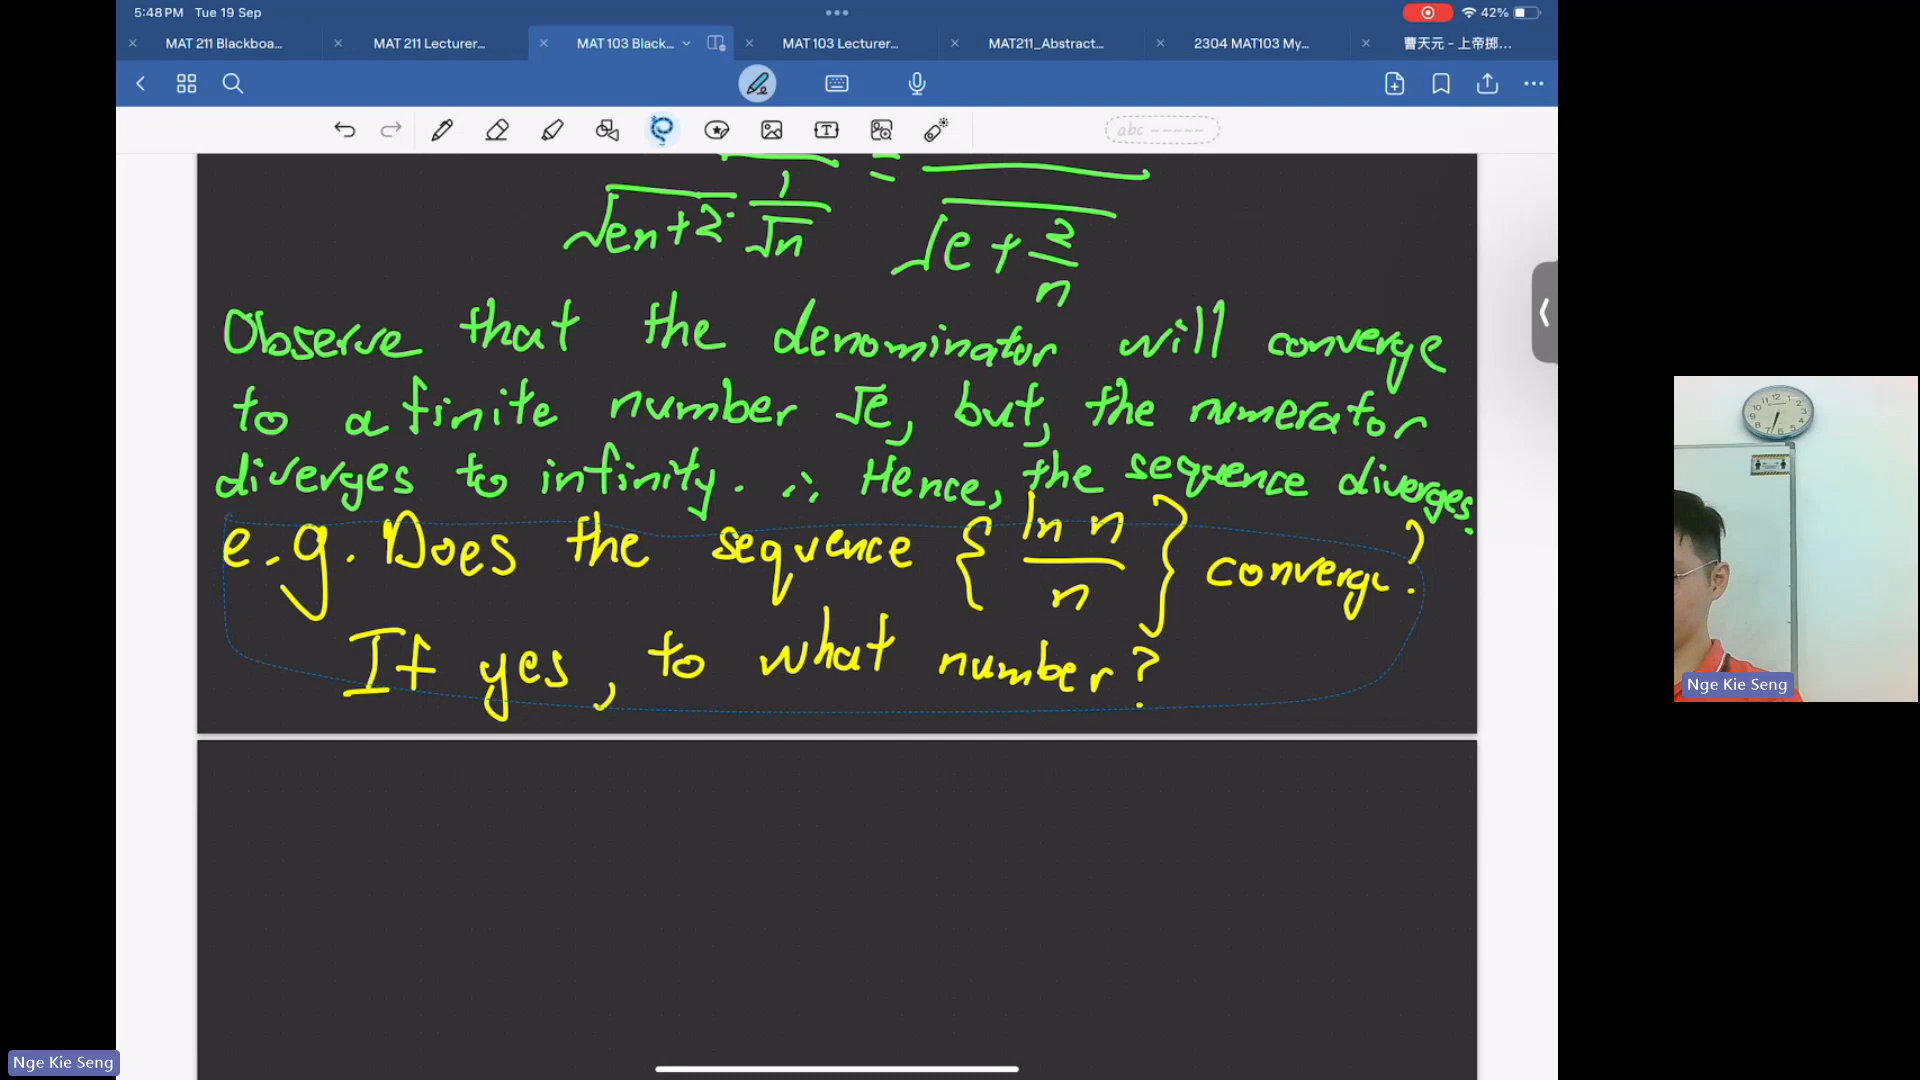 5:48 PM Tue 19 Sep
42%
MAT 211 Blackboa...
MAT 211 Lecturer...
MAT 103 Black...
MAT 103 Lecturer...
MAT211_Abstract...
2304 MAT103 My...
曹天元 - 上帝掷...
abc
√(en+2) · 1/√n = √(e + 2/n)
Observe that the denominator will converge
to a finite number √e, but, the numerator
diverges to infinity. ∴ Hence, the sequence diverges.
e.g. Does the sequence { ln n / n } converge?
If yes, to what number?
Nge Kie Seng
Nge Kie Seng